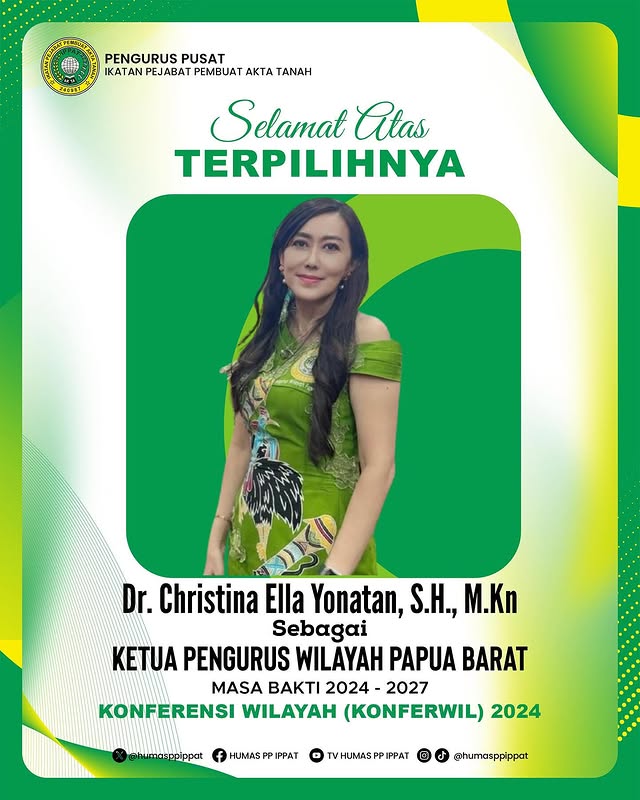 PENGURUS PUSAT
IKATAN PEJABAT PEMBUAT AKTA TANAH
Selamat Atas
TERPILIHNYA
Dr. Christina Ella Yonatan, S.H., M.Kn
Sebagai
KETUA PENGURUS WILAYAH PAPUA BARAT
MASA BAKTI 2024 - 2027
KONFERENSI WILAYAH (KONFERWIL) 2024
@humasppippat HUMAS PP IPPAT TV HUMAS PP IPPAT @humasppippat